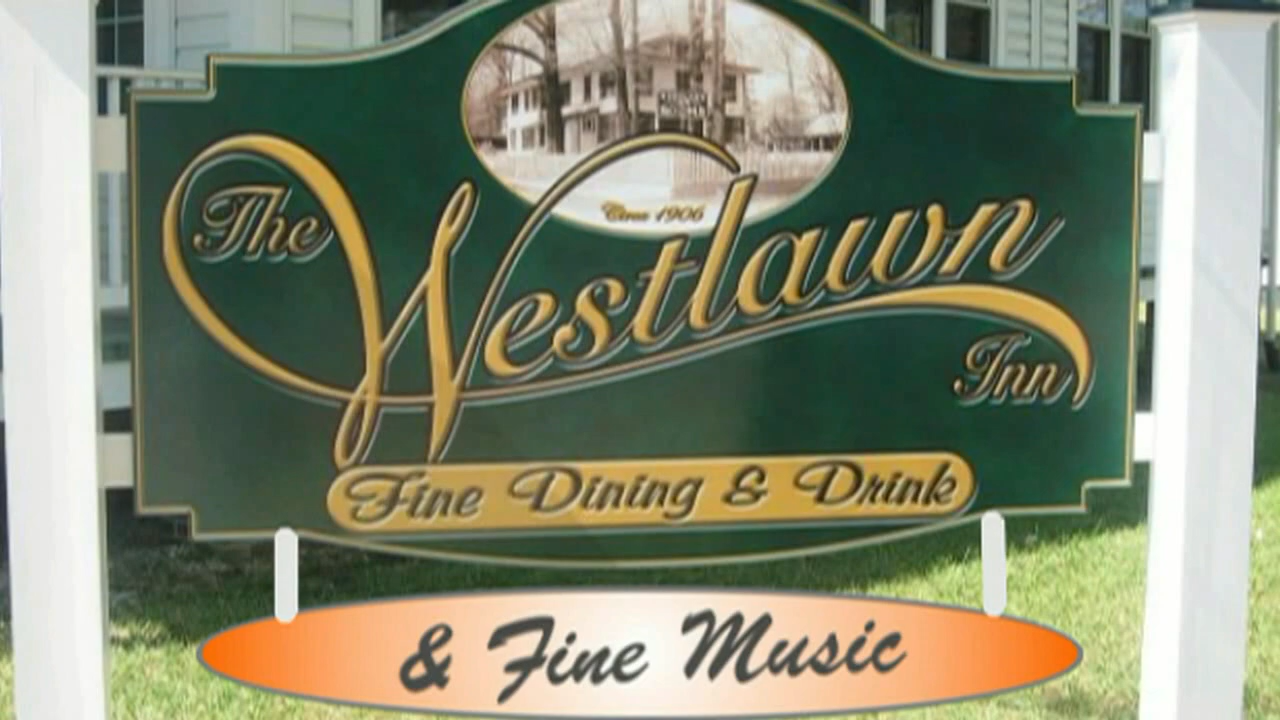 Circa 1906
The
Westlawn
Inn
Fine Dining & Drink
& Fine Music